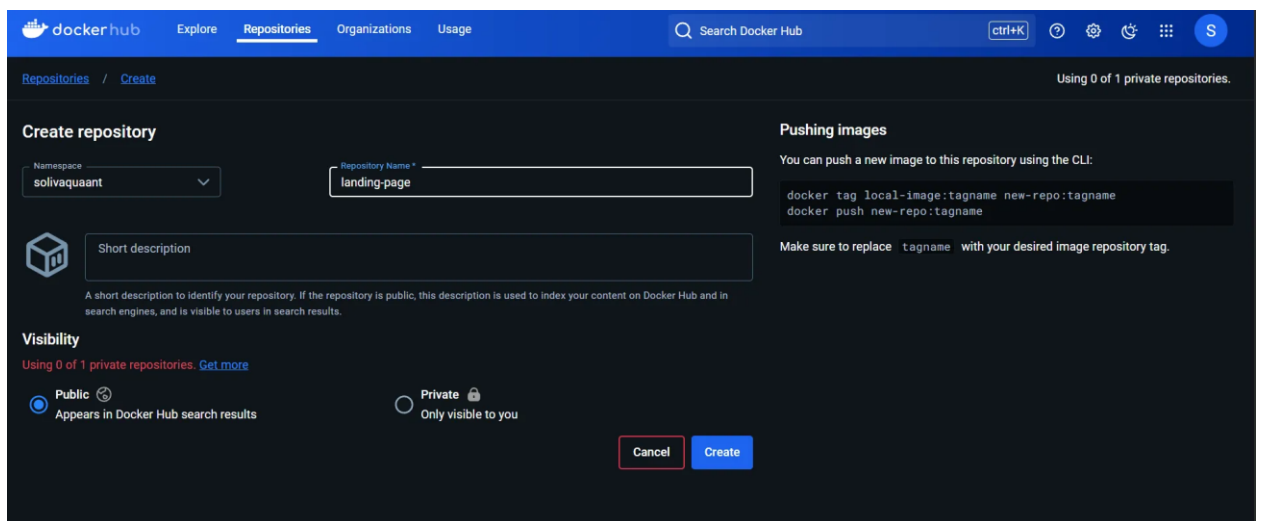 dockerhub Explore Repositories Organizations Usage Search Docker Hub ctrl+K S
Repositories / Create Using 0 of 1 private repositories.
Create repository
Namespace
solivaquaant
Repository Name *
landing-page
Short description
A short description to identify your repository. If the repository is public, this description is used to index your content on Docker Hub and in
search engines, and is visible to users in search results.
Visibility
Using 0 of 1 private repositories. Get more
Public
Appears in Docker Hub search results
Private
Only visible to you
Cancel Create
Pushing images
You can push a new image to this repository using the CLI:
docker tag local-image:tagname new-repo:tagname
docker push new-repo:tagname
Make sure to replace tagname with your desired image repository tag.